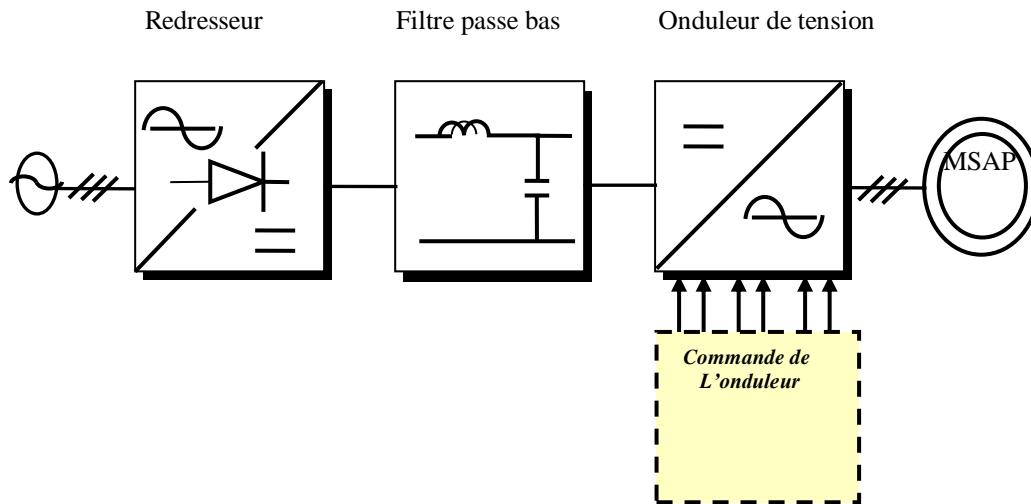 Redresseur
Filtre passe bas
Onduleur de tension
MSAP
Commande de
L'onduleur